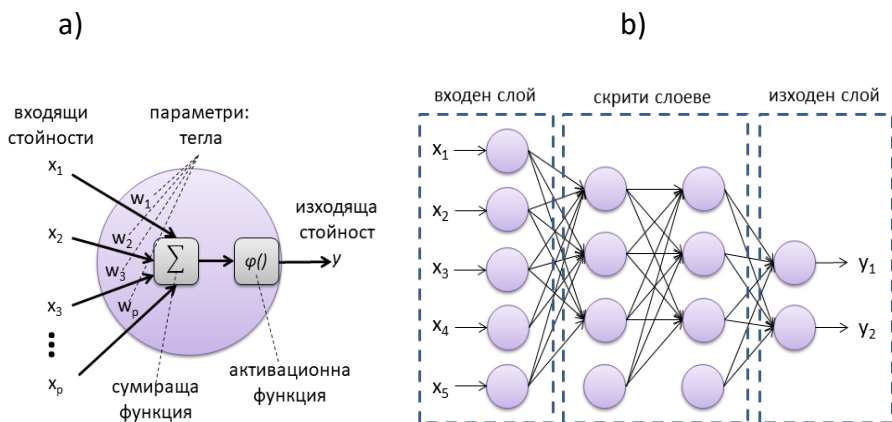 a)
входящи
стойности
параметри:
тегла
x₁
x₂
x₃
xₚ
w₁
w₂
w₃
wₚ
∑
φ()
изходяща
стойност
y
сумираща
функция
активационна
функция
b)
входен слой
скрити слоеве
изходен слой
x₁
x₂
x₃
x₄
x₅
y₁
y₂